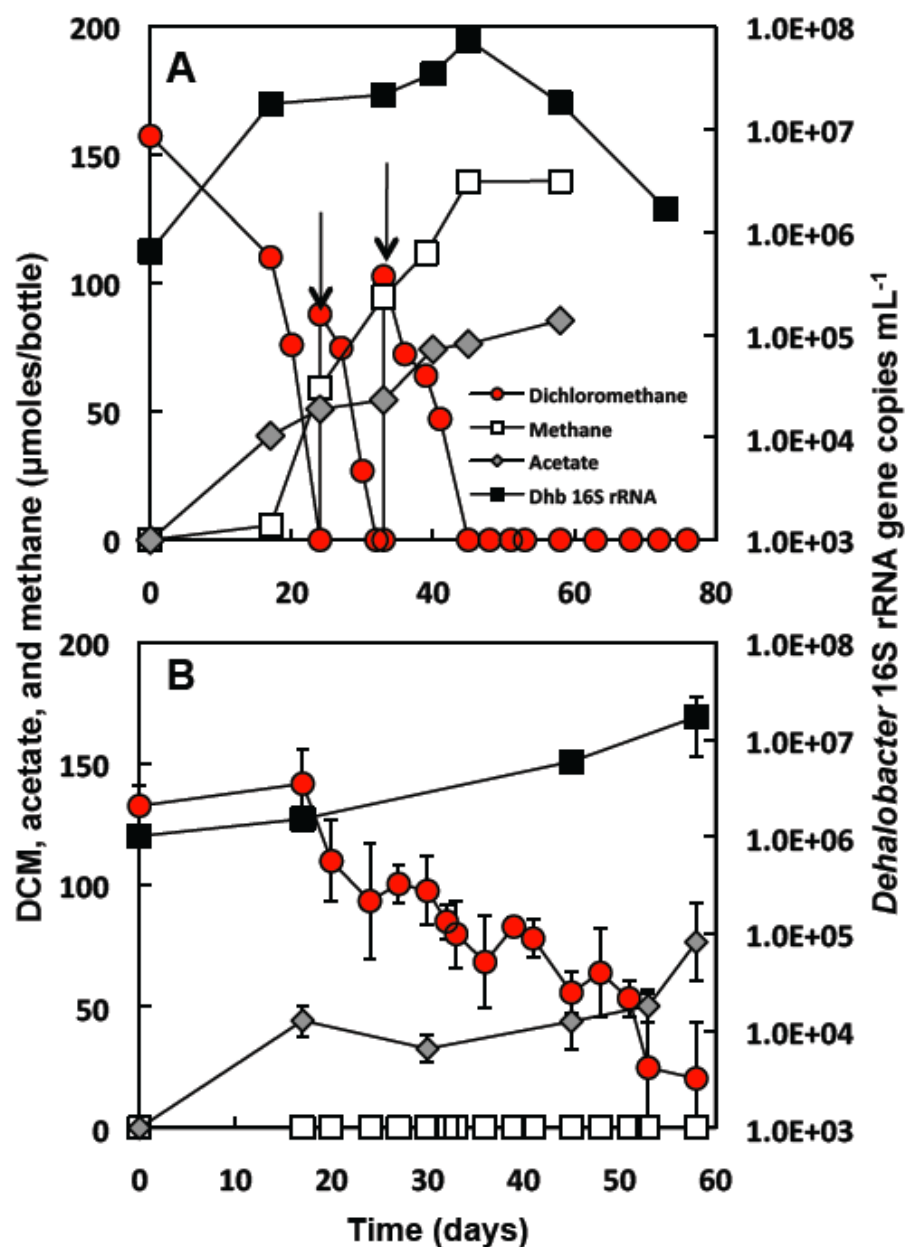 A
200
150
100
50
0
1.0E+08
1.0E+07
1.0E+06
1.0E+05
1.0E+04
1.0E+03
Dichloromethane
Methane
Acetate
Dhb 16S rRNA
0 20 40 60 80
B
200
150
100
50
0
1.0E+08
1.0E+07
1.0E+06
1.0E+05
1.0E+04
1.0E+03
0 10 20 30 40 50 60
Time (days)
DCM, acetate, and methane (µmoles/bottle)
Dehalobacter 16S rRNA gene copies mL⁻¹